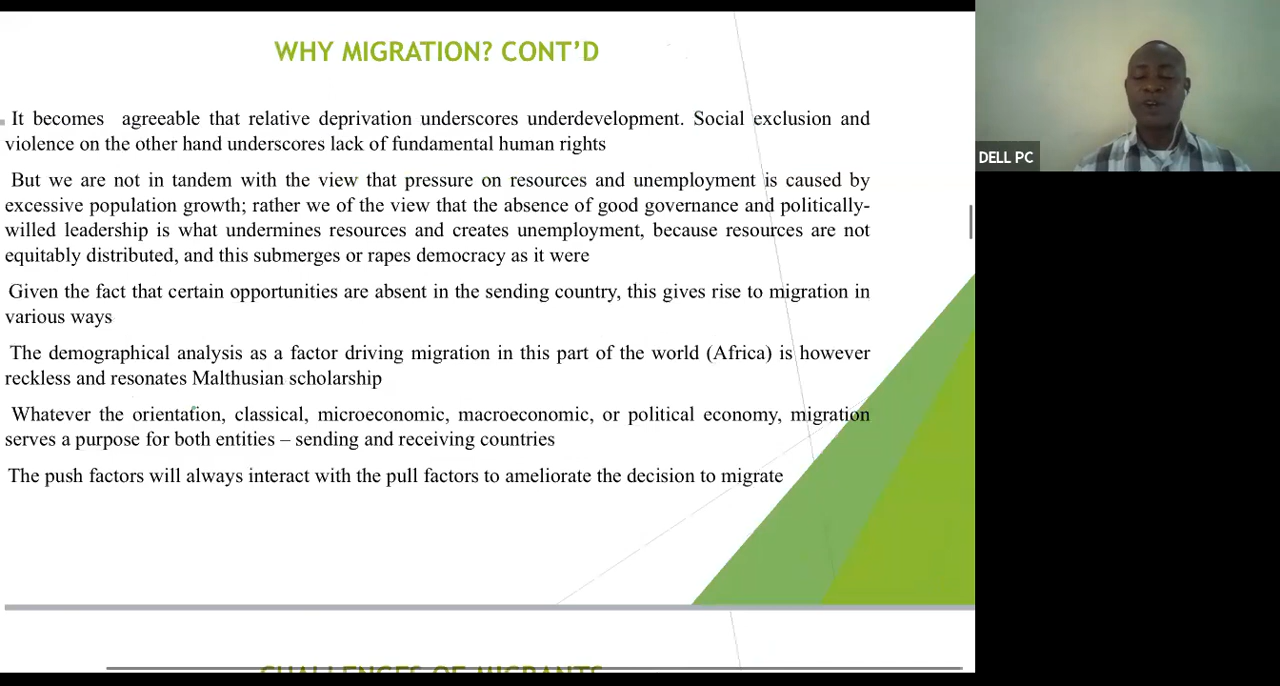 WHY MIGRATION? CONT'D
It becomes agreeable that relative deprivation underscores underdevelopment. Social exclusion and
violence on the other hand underscores lack of fundamental human rights
But we are not in tandem with the view that pressure on resources and unemployment is caused by
excessive population growth; rather we of the view that the absence of good governance and politically-
willed leadership is what undermines resources and creates unemployment, because resources are not
equitably distributed, and this submerges or rapes democracy as it were
Given the fact that certain opportunities are absent in the sending country, this gives rise to migration in
various ways
The demographical analysis as a factor driving migration in this part of the world (Africa) is however
reckless and resonates Malthusian scholarship
Whatever the orientation, classical, microeconomic, macroeconomic, or political economy, migration
serves a purpose for both entities – sending and receiving countries
The push factors will always interact with the pull factors to ameliorate the decision to migrate
CHALLENGES OF MIGRANTS
DELL PC